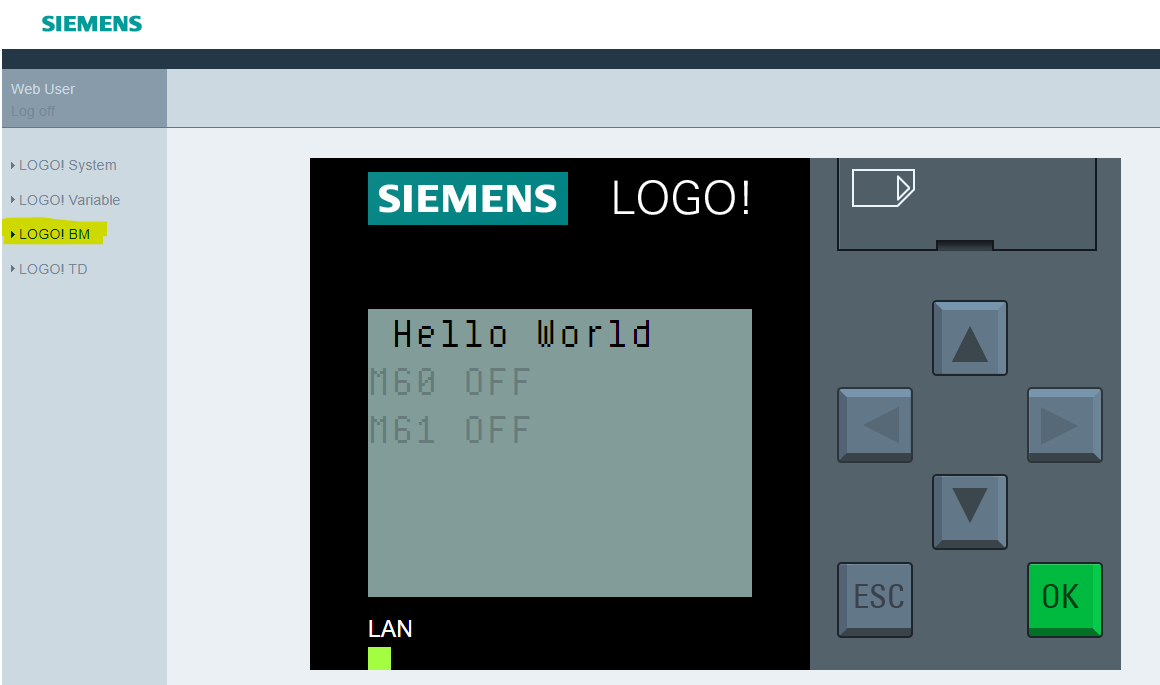 SIEMENS
Web User
Log off
LOGO! System
LOGO! Variable
LOGO! BM
LOGO! TD
SIEMENS LOGO!
Hello World
M60 OFF
M61 OFF
ESC OK
LAN